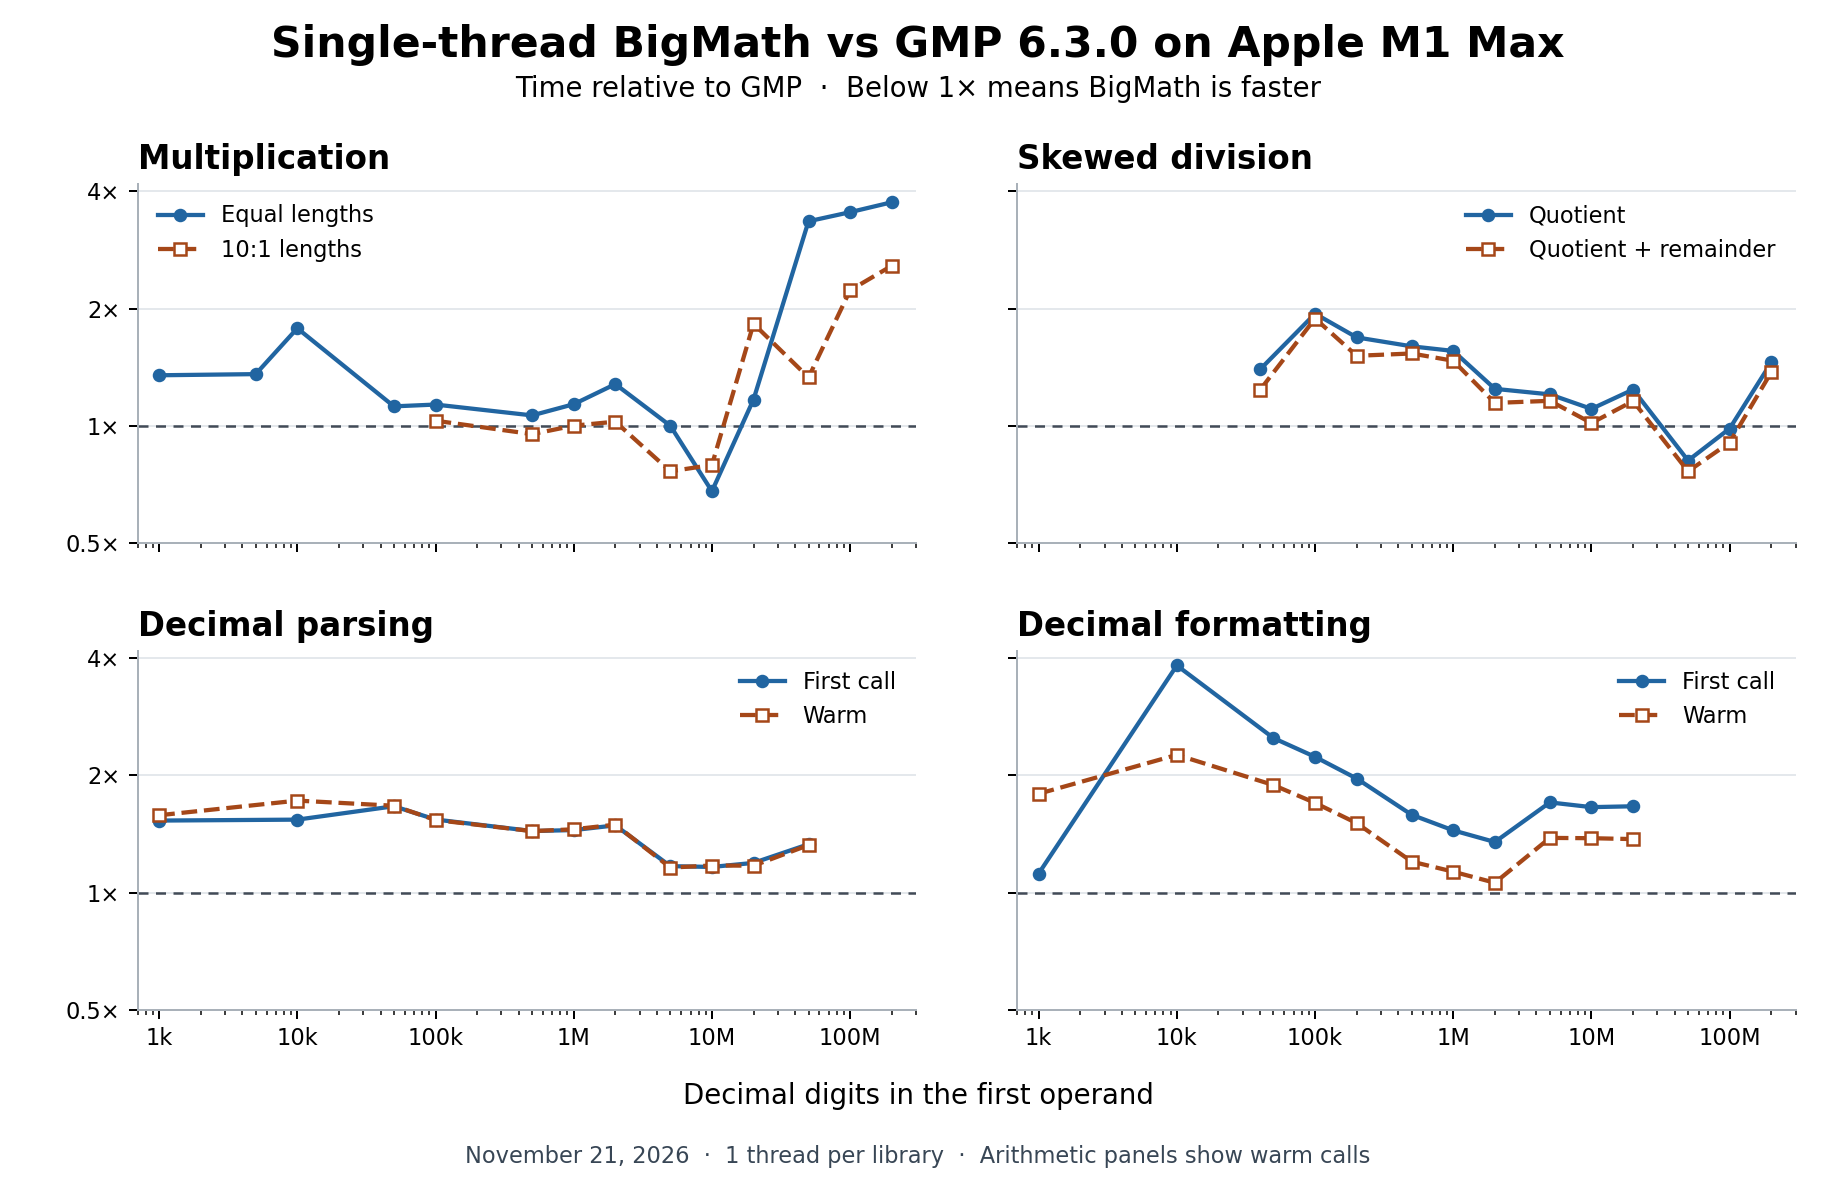 Single-thread BigMath vs GMP 6.3.0 on Apple M1 Max
Time relative to GMP · Below 1× means BigMath is faster
Multiplication
4×
2×
1×
0.5×
Equal lengths
10:1 lengths
Skewed division
Quotient
Quotient + remainder
Decimal parsing
4×
2×
1×
0.5×
First call
Warm
1k 10k 100k 1M 10M 100M
Decimal formatting
First call
Warm
1k 10k 100k 1M 10M 100M
Decimal digits in the first operand
November 21, 2026 · 1 thread per library · Arithmetic panels show warm calls